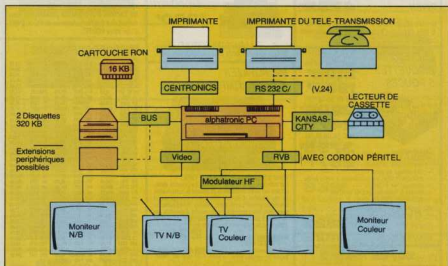 IMPRIMANTE
IMPRIMANTE DU TELE-TRANSMISSION
CARTOUCHE RON
16 KB
CENTRONICS
RS 232 C/
(V.24)
LECTEUR DE
CASSETTE
2 Disquettes
320 KB
BUS
alphatronic PC
KANSAS-
CITY
Extensions
periphériques
possibles
Video
RVB
AVEC CORDON PÉRITEL
Modulateur HF
Moniteur
N/B
TV N/B
TV
Couleur
Moniteur
Couleur